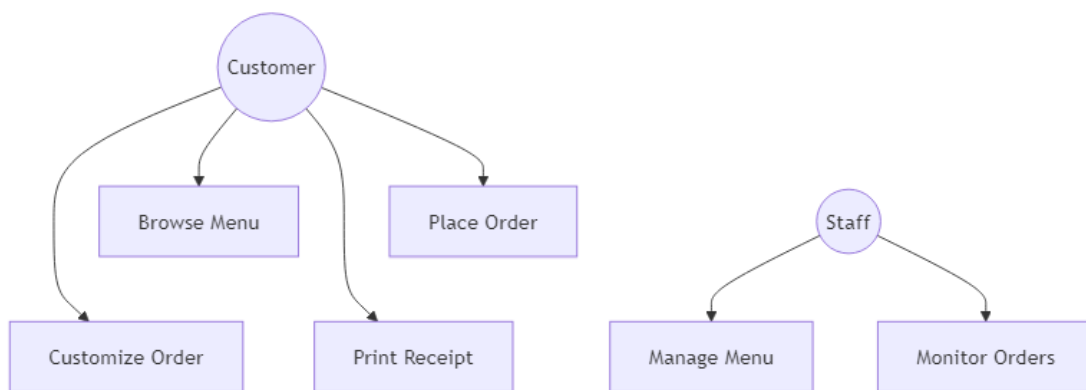 Customer
Browse Menu
Place Order
Staff
Customize Order
Print Receipt
Manage Menu
Monitor Orders